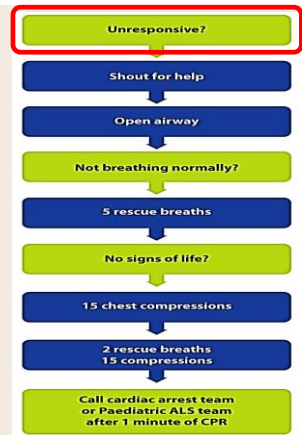 Unresponsive?
Shout for help
Open airway
Not breathing normally?
5 rescue breaths
No signs of life?
15 chest compressions
2 rescue breaths
15 compressions
Call cardiac arrest team
or Paediatric ALS team
after 1 minute of CPR